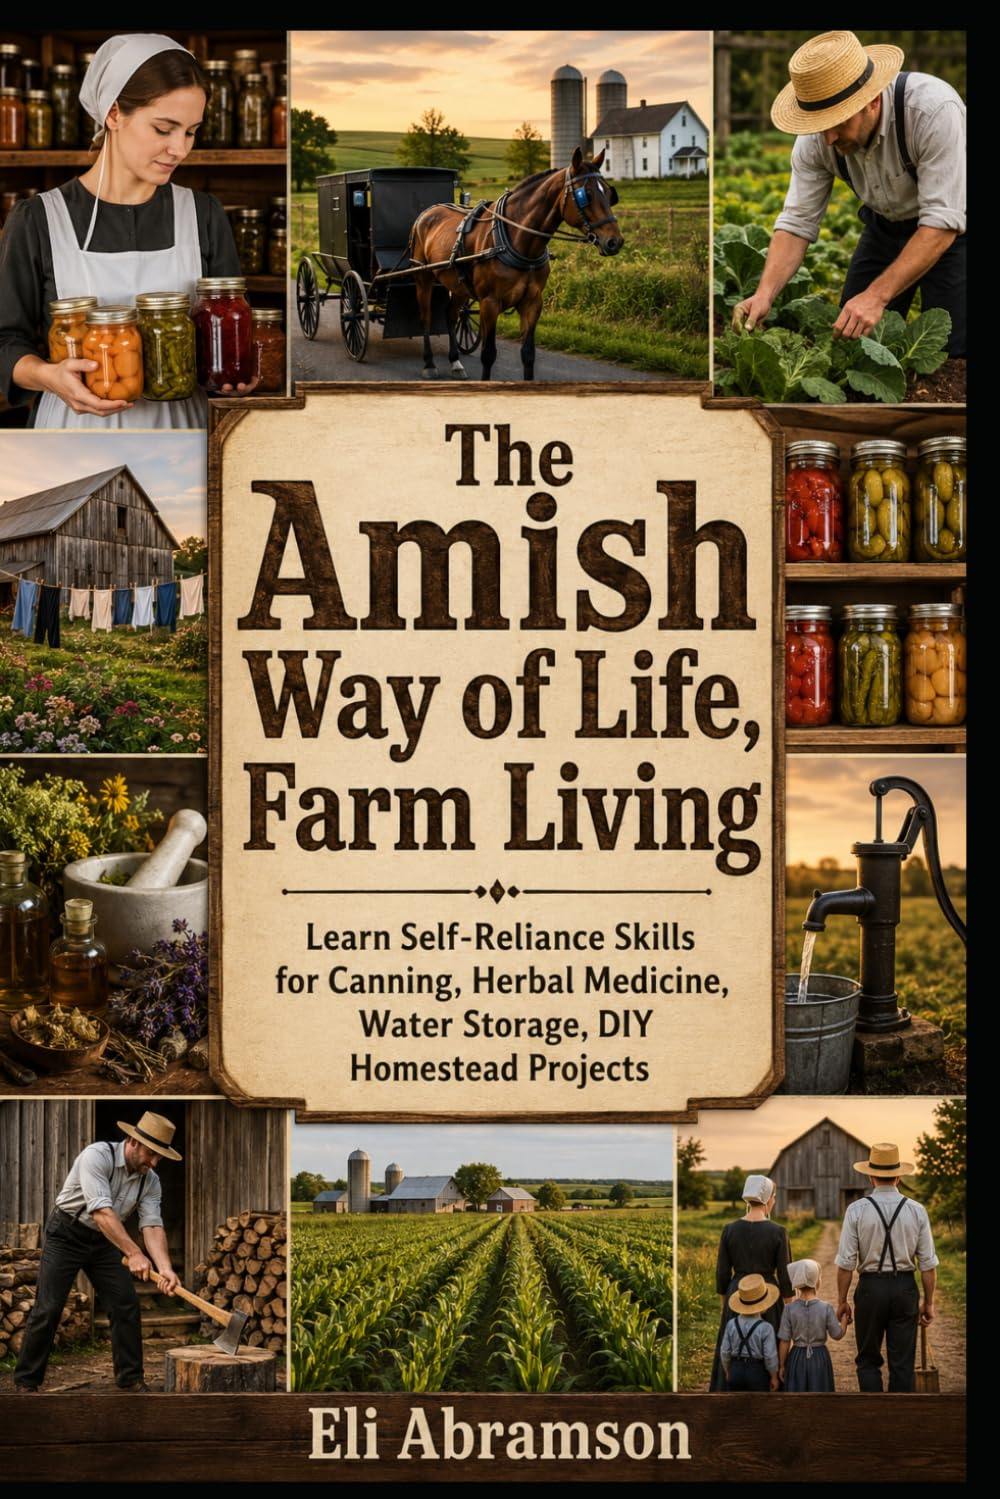 The
Amish
Way of Life,
Farm Living
Learn Self-Reliance Skills
for Canning, Herbal Medicine,
Water Storage, DIY
Homestead Projects
Eli Abramson